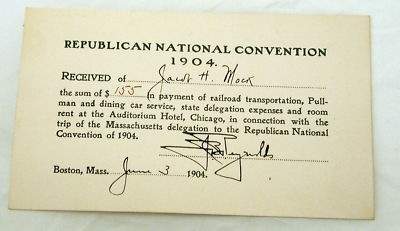 REPUBLICAN NATIONAL CONVENTION
1904.
RECEIVED of Jacob H. Mock
the sum of $ 155 in payment of railroad transportation, Pull-
man and dining car service, state delegation expenses and room
rent at the Auditorium Hotel, Chicago, in connection with the
trip of the Massachusetts delegation to the Republican National
Convention of 1904.
Reynolds
Boston, Mass. June 3 1904.